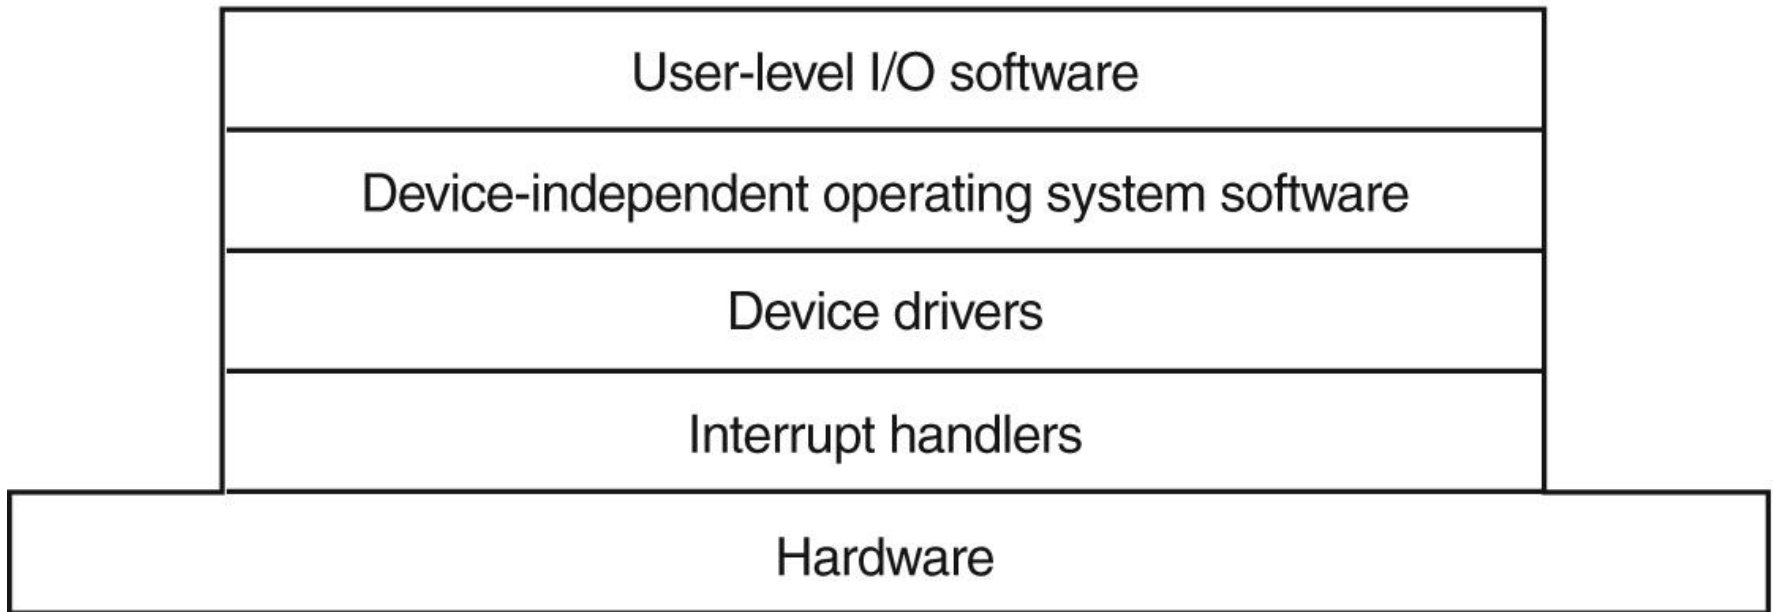 User-level I/O software
Device-independent operating system software
Device drivers
Interrupt handlers
Hardware